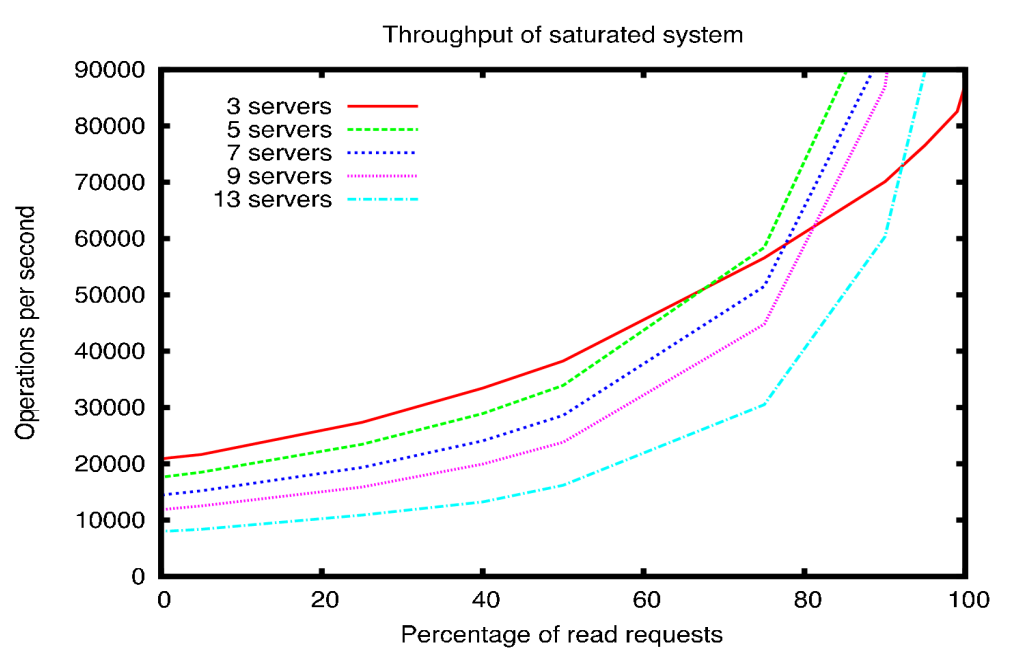 Throughput of saturated system
90000
80000
70000
60000
50000
40000
30000
20000
10000
0
Operations per second
3 servers
5 servers
7 servers
9 servers
13 servers
0 20 40 60 80 100
Percentage of read requests